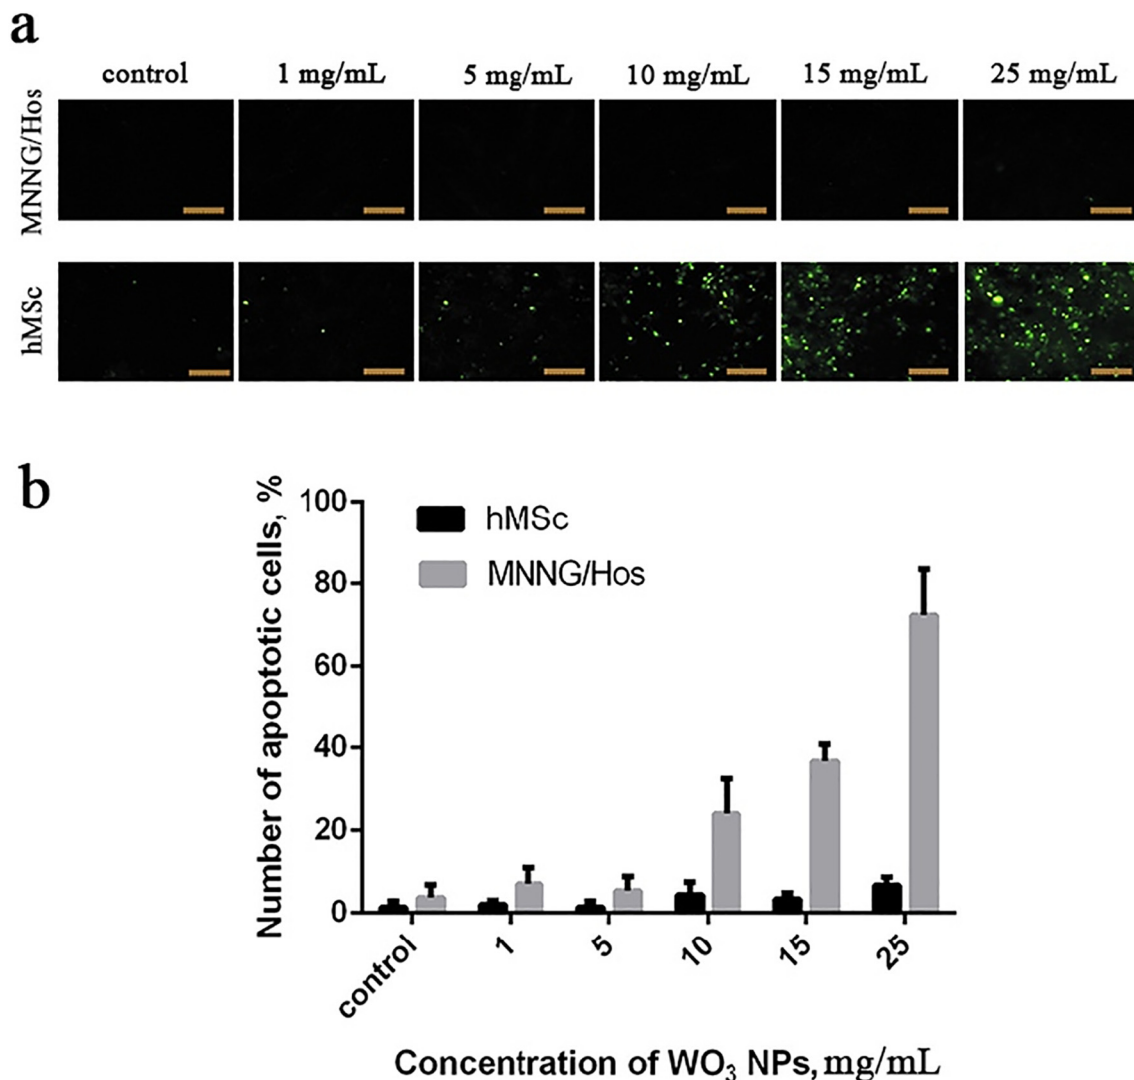 a
control 1 mg/mL 5 mg/mL 10 mg/mL 15 mg/mL 25 mg/mL
MNNG/Hos
hMSc
b
Number of apoptotic cells, %
100
80
60
40
20
0
hMSc
MNNG/Hos
control 1 5 10 15 25
Concentration of WO₃ NPs, mg/mL